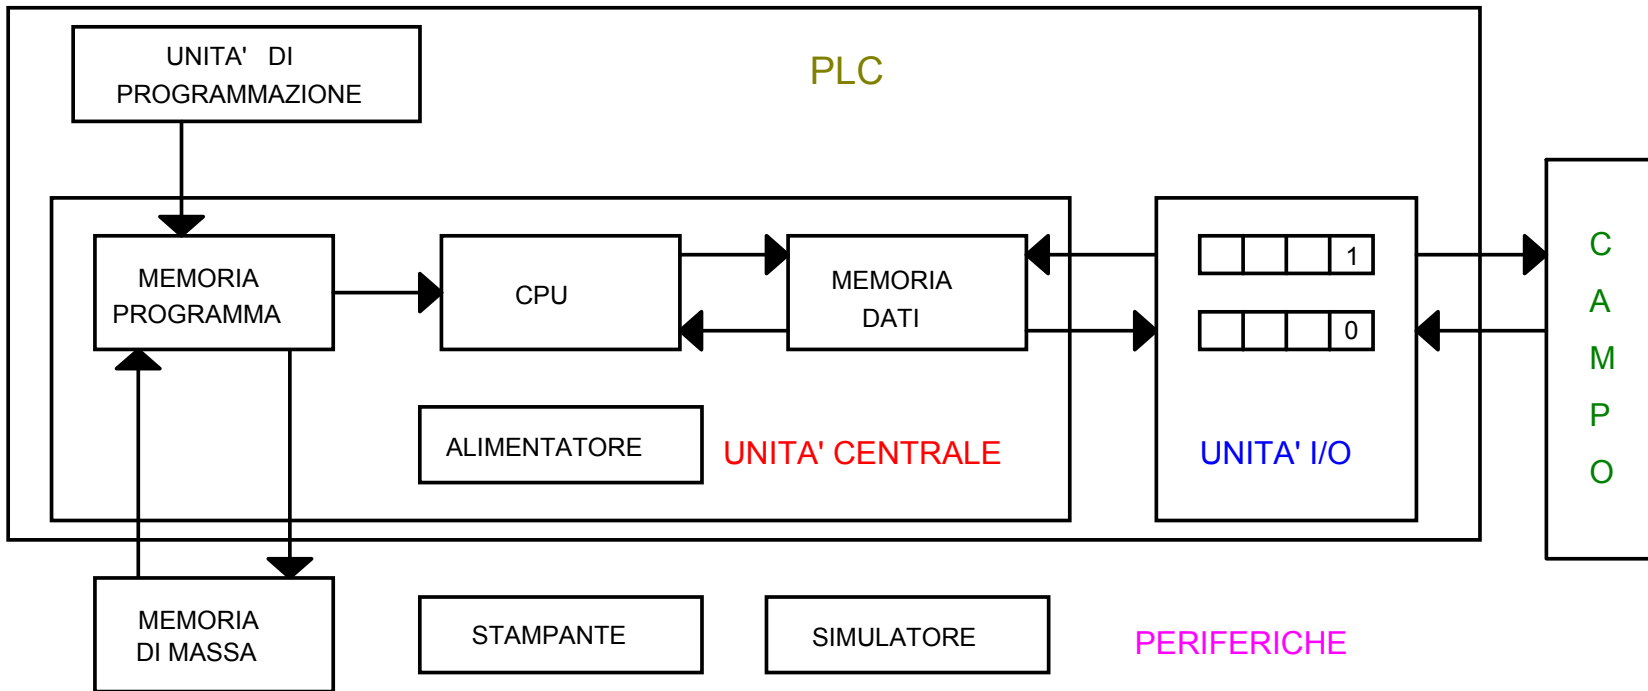 UNITA' DI
PROGRAMMAZIONE
PLC
MEMORIA
PROGRAMMA
CPU
MEMORIA
DATI
1
0
ALIMENTATORE
UNITA' CENTRALE
UNITA' I/O
C
A
M
P
O
MEMORIA
DI MASSA
STAMPANTE
SIMULATORE
PERIFERICHE